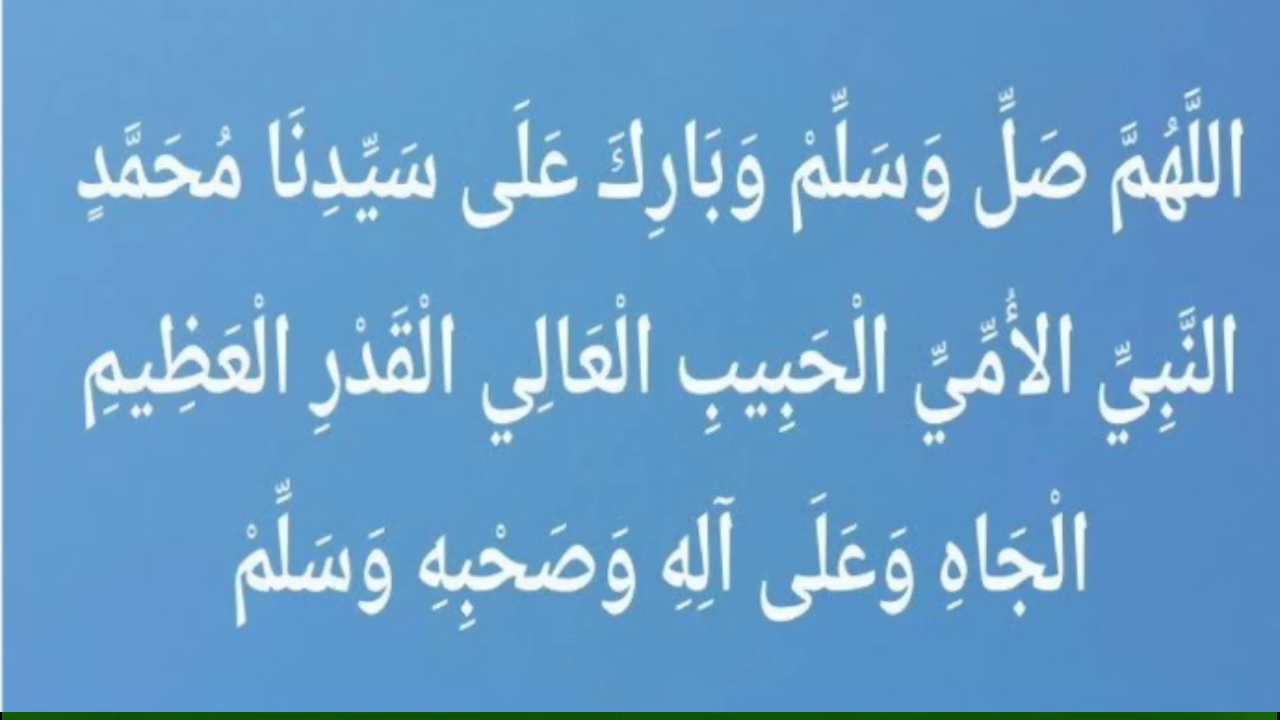 اللَّهُمَّ صَلِّ وَسَلِّمْ وَبَارِكَ عَلَى سَيِّدِنَا مُحَمَّدٍ
النَّبِيِّ الأُمِّيِّ الْحَبِيبِ الْعَالِي الْقَدْرِ الْعَظِيمِ
الْجَاهِ وَعَلَى آلِهِ وَصَحْبِهِ وَسَلِّمْ